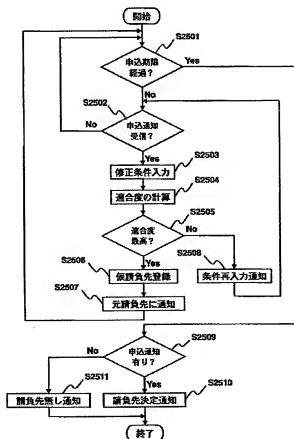 開始
S2501
申込期限
経過？
Yes
No
S2502
申込通知
受信？
No
Yes
S2503
修正条件入力
S2504
適合度の計算
S2505
適合度
最高？
No
Yes
S2506
仮請負先登録
S2508
条件再入力通知
S2507
元請負先に通知
S2509
申込通知
有り？
No
Yes
S2511
S2510
請負先無し通知
請負先決定通知
終了